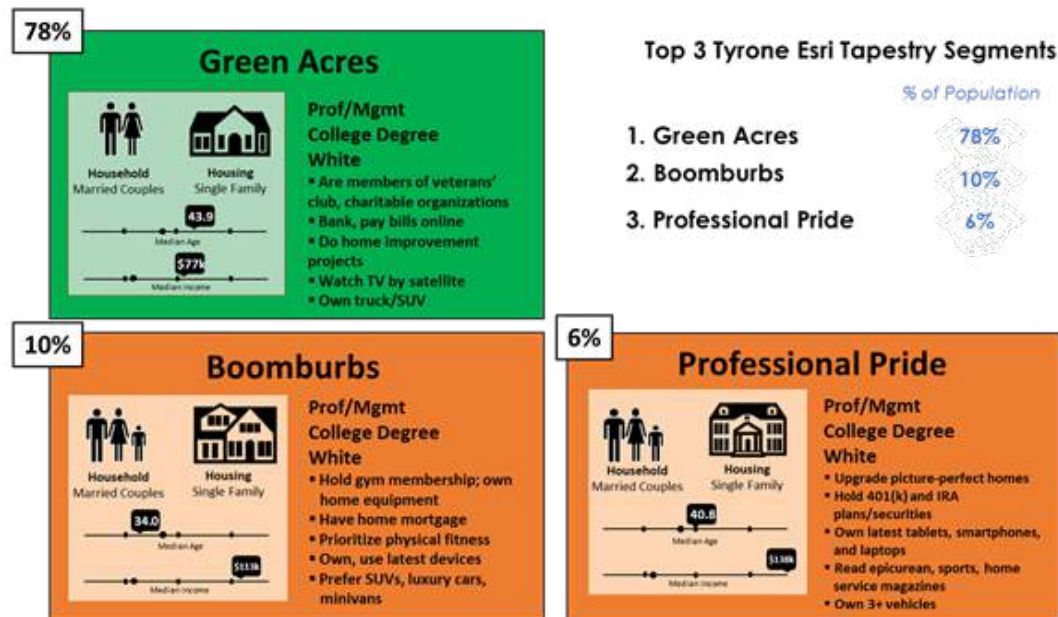 78%
Green Acres
Household
Married Couples
Housing
Single Family
43.9
Median Age
$77k
Median Income
Prof/Mgmt
College Degree
White
▪ Are members of veterans'
club, charitable organizations
▪ Bank, pay bills online
▪ Do home improvement
projects
▪ Watch TV by satellite
▪ Own truck/SUV
Top 3 Tyrone Esri Tapestry Segments
% of Population
1. Green Acres 78%
2. Boomburbs 10%
3. Professional Pride 6%
10%
Boomburbs
Household
Married Couples
Housing
Single Family
34.0
Median Age
$113k
Median Income
Prof/Mgmt
College Degree
White
▪ Hold gym membership; own
home equipment
▪ Have home mortgage
▪ Prioritize physical fitness
▪ Own, use latest devices
▪ Prefer SUVs, luxury cars,
minivans
6%
Professional Pride
Household
Married Couples
Housing
Single Family
40.8
Median Age
$138k
Median Income
Prof/Mgmt
College Degree
White
▪ Upgrade picture-perfect homes
▪ Hold 401(k) and IRA
plans/securities
▪ Own latest tablets, smartphones,
and laptops
▪ Read epicurean, sports, home
service magazines
▪ Own 3+ vehicles